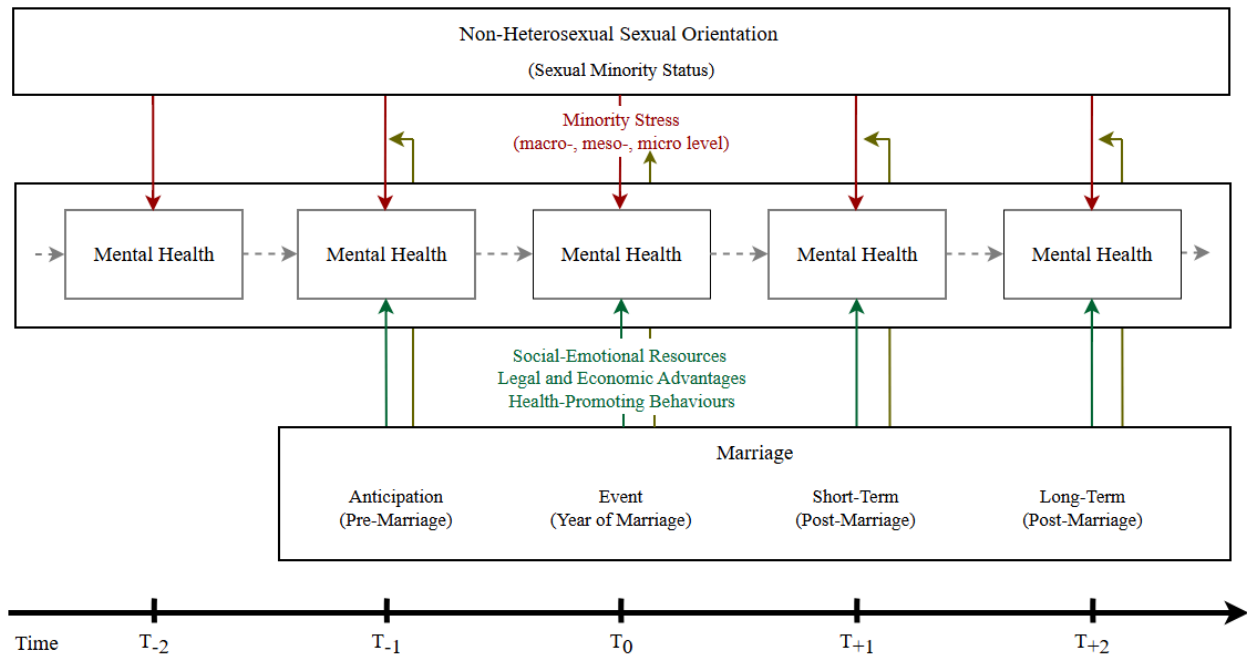 Non-Heterosexual Sexual Orientation
(Sexual Minority Status)
Minority Stress
(macro-, meso-, micro level)
Mental Health
Mental Health
Mental Health
Mental Health
Mental Health
Social-Emotional Resources
Legal and Economic Advantages
Health-Promoting Behaviours
Marriage
Anticipation
(Pre-Marriage)
Event
(Year of Marriage)
Short-Term
(Post-Marriage)
Long-Term
(Post-Marriage)
Time
T-2
T-1
T0
T+1
T+2